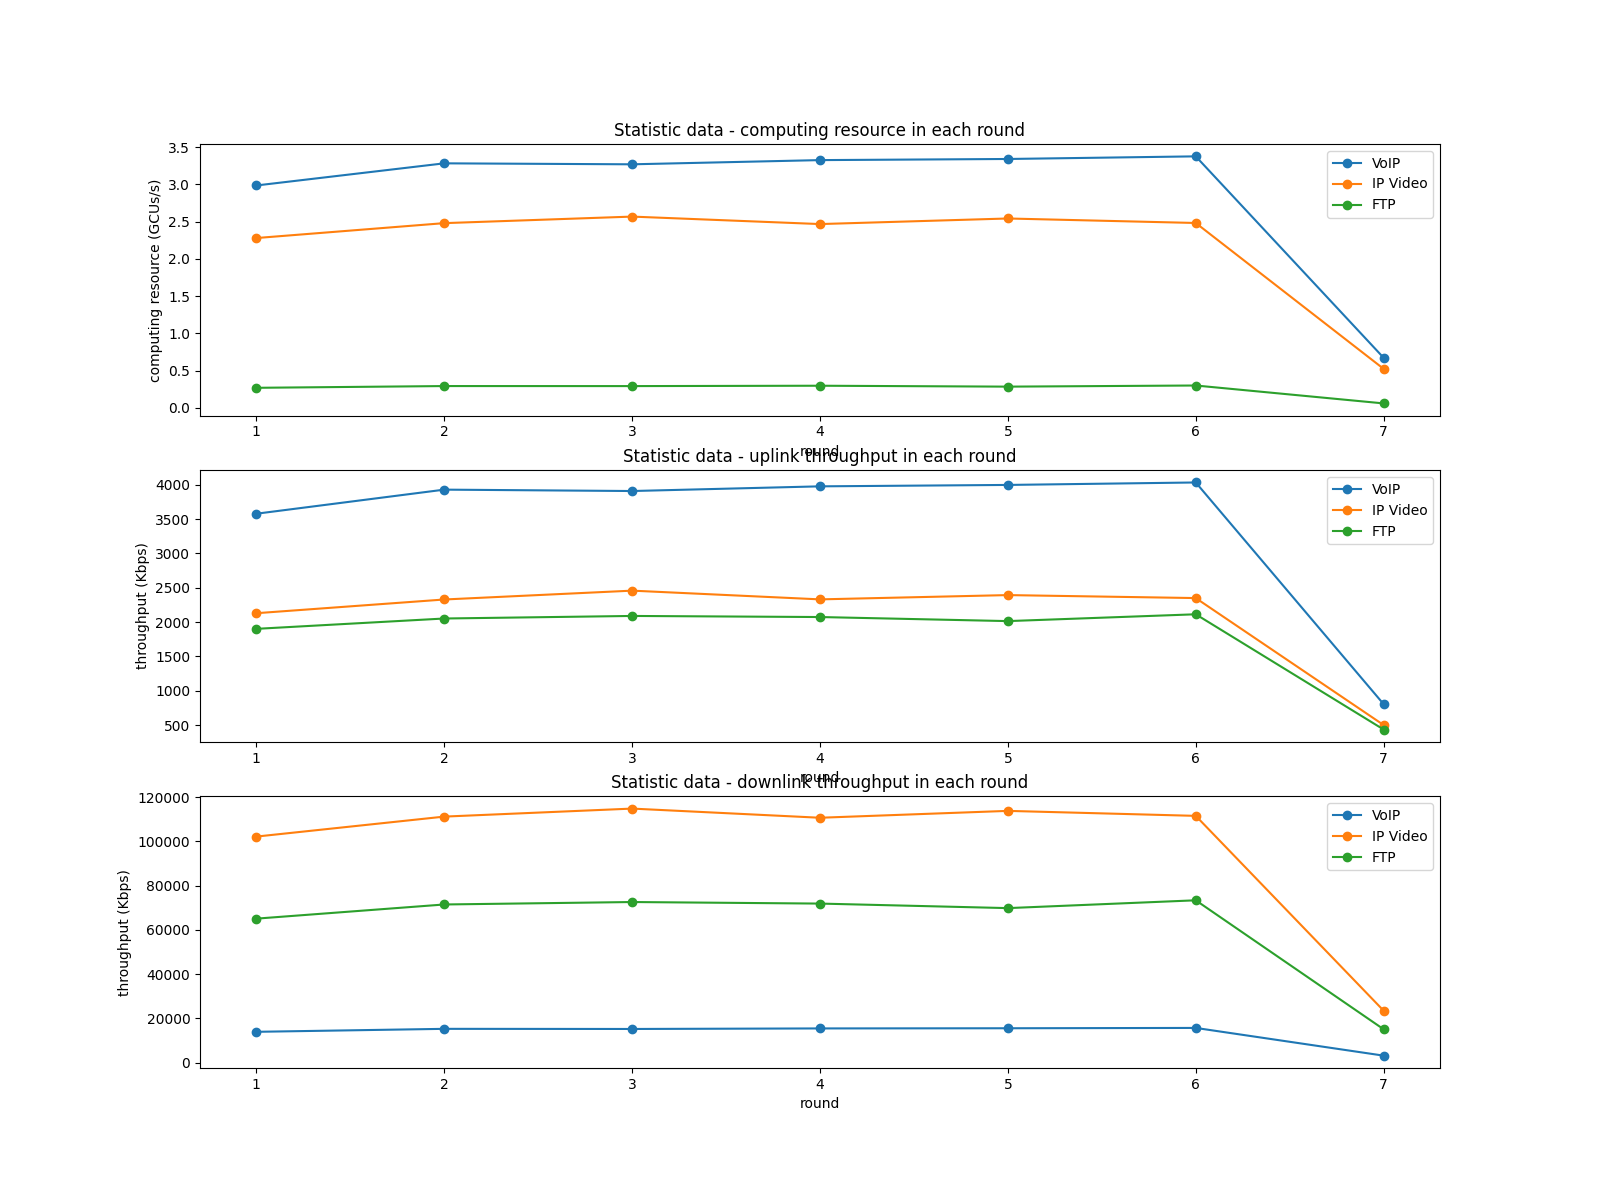 Statistic data - computing resource in each round
computing resource (GCUs/s)
3.5
3.0
2.5
2.0
1.5
1.0
0.5
0.0
VoIP
IP Video
FTP
1 2 3 4 5 6 7
round
Statistic data - uplink throughput in each round
throughput (Kbps)
4000
3500
3000
2500
2000
1500
1000
500
VoIP
IP Video
FTP
1 2 3 4 5 6 7
round
Statistic data - downlink throughput in each round
throughput (Kbps)
120000
100000
80000
60000
40000
20000
0
VoIP
IP Video
FTP
1 2 3 4 5 6 7
round